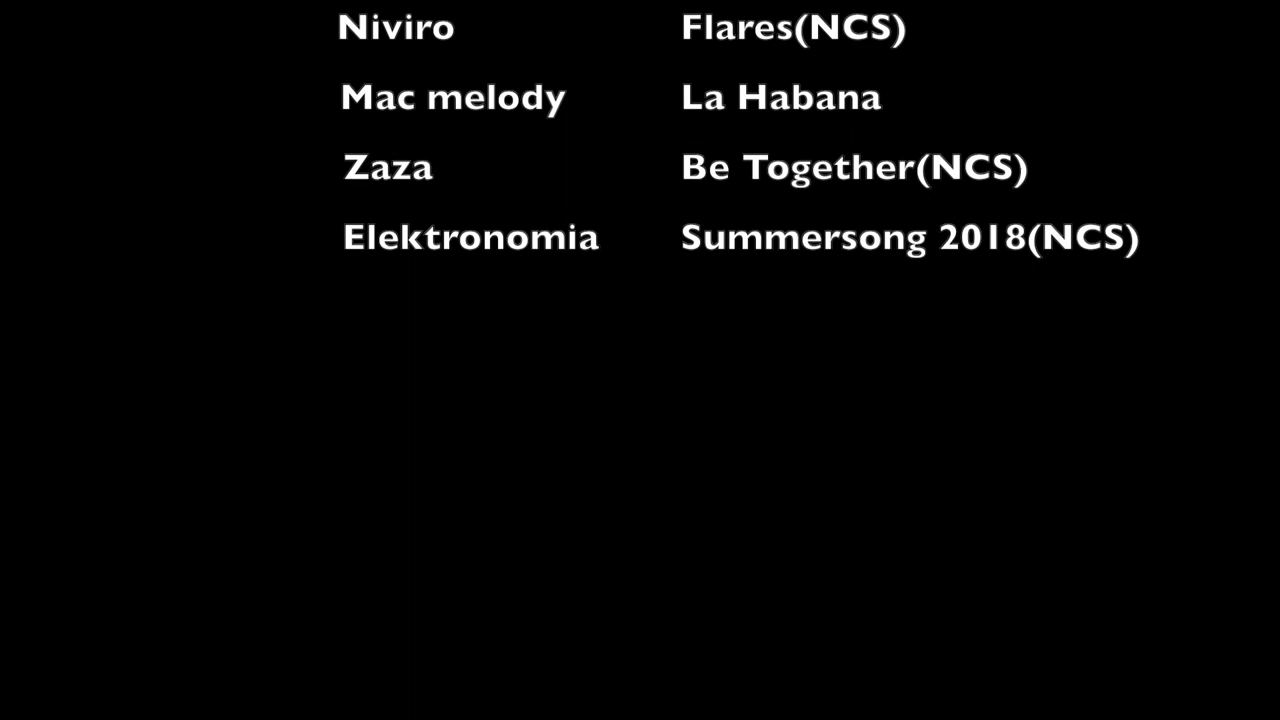 Niviro Flares(NCS)
Mac melody La Habana
Zaza Be Together(NCS)
Elektronomia Summersong 2018(NCS)